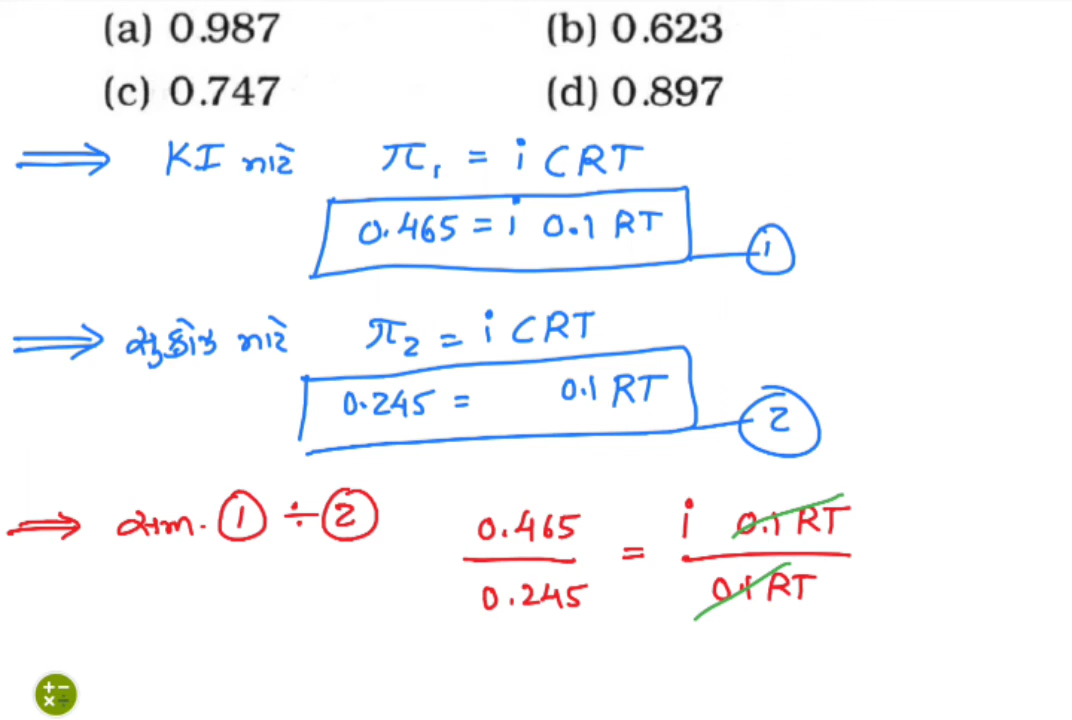 (a) 0.987 (b) 0.623
(c) 0.747 (d) 0.897
⟹ KI માટે π₁ = i CRT
0.465 = i 0.1 RT ①
⟹ સુક્રોઝ માટે π₂ = i CRT
0.245 = 0.1 RT ②
⟹ સમી. ① ÷ ② 0.465 / 0.245 = i 0.1 RT / 0.1 RT